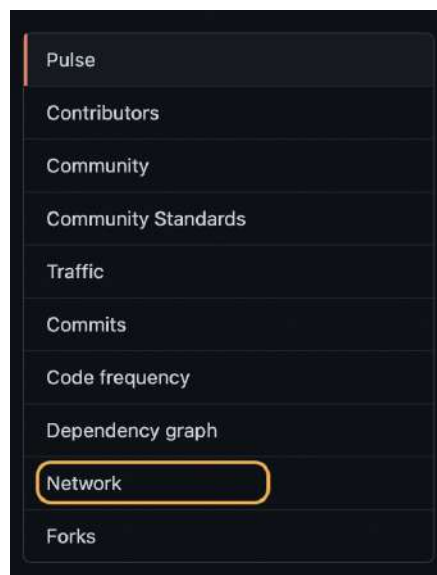 Pulse
Contributors
Community
Community Standards
Traffic
Commits
Code frequency
Dependency graph
Network
Forks